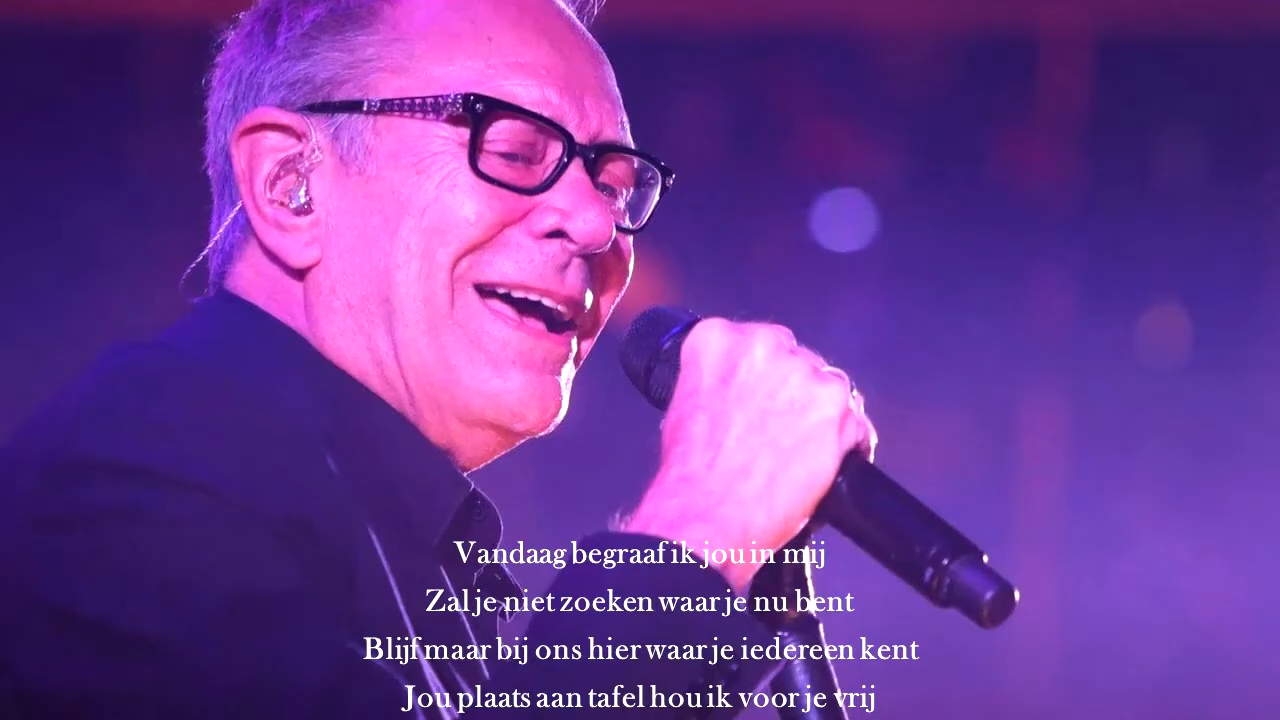 Vandaag begraaf ik jou in mij
Zal je niet zoeken waar je nu bent
Blijf maar bij ons hier waar je iedereen kent
Jou plaats aan tafel hou ik voor je vrij